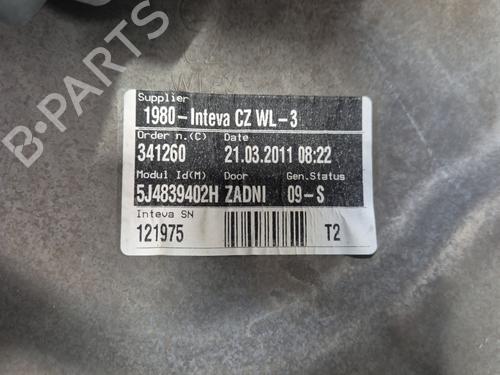 Supplier
1980-Inteva CZ WL-3
Order n.(C) Date
341260 21.03.2011 08:22
Modul Id(M) Door Gen.Status
5J4839402H ZADNI 09-S
Inteva SN
121975 T2
B-PARTS